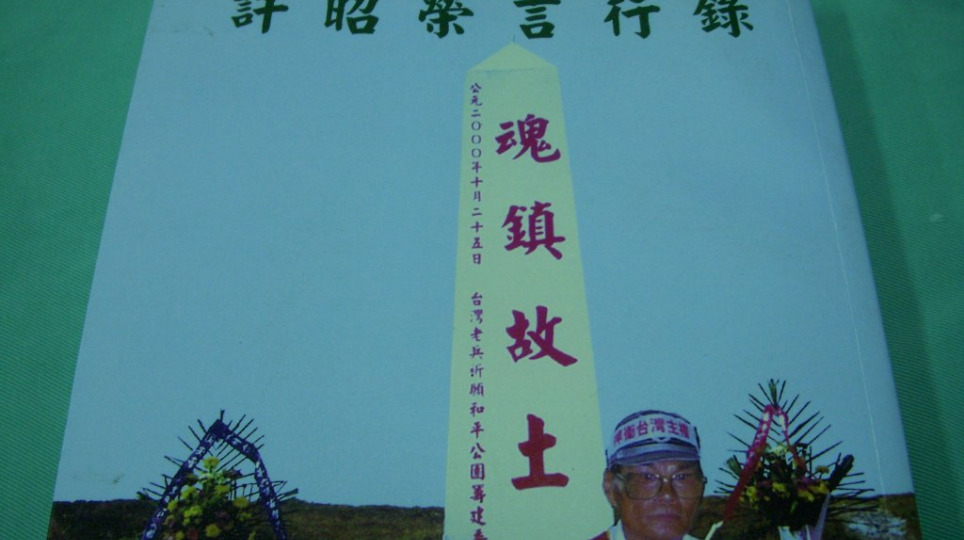 許昭榮言行錄
魂鎮故土
公元二〇〇〇年十月二十五日 台灣老兵祈願和平公園籌建
衛台灣主權